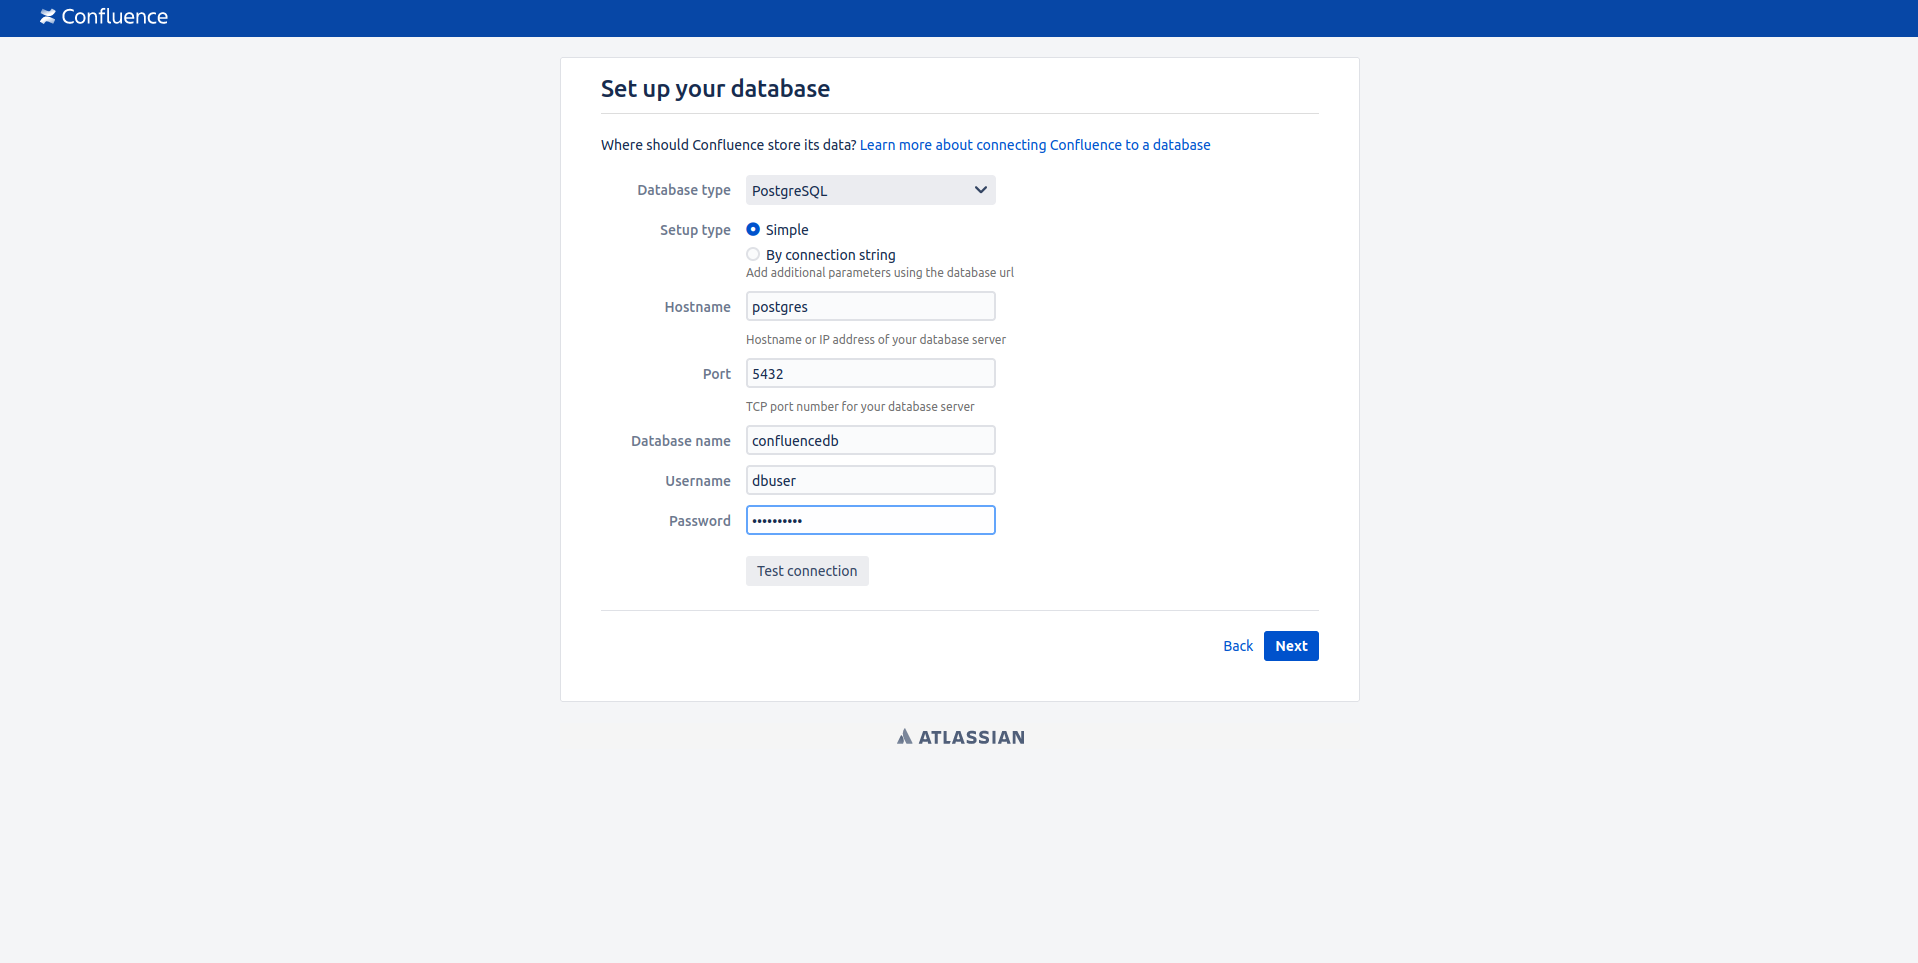 Confluence
Set up your database
Where should Confluence store its data? Learn more about connecting Confluence to a database
Database type PostgreSQL
Setup type Simple
By connection string
Add additional parameters using the database url
Hostname postgres
Hostname or IP address of your database server
Port 5432
TCP port number for your database server
Database name confluencedb
Username dbuser
Password ••••••••••
Test connection
Back Next
ATLASSIAN